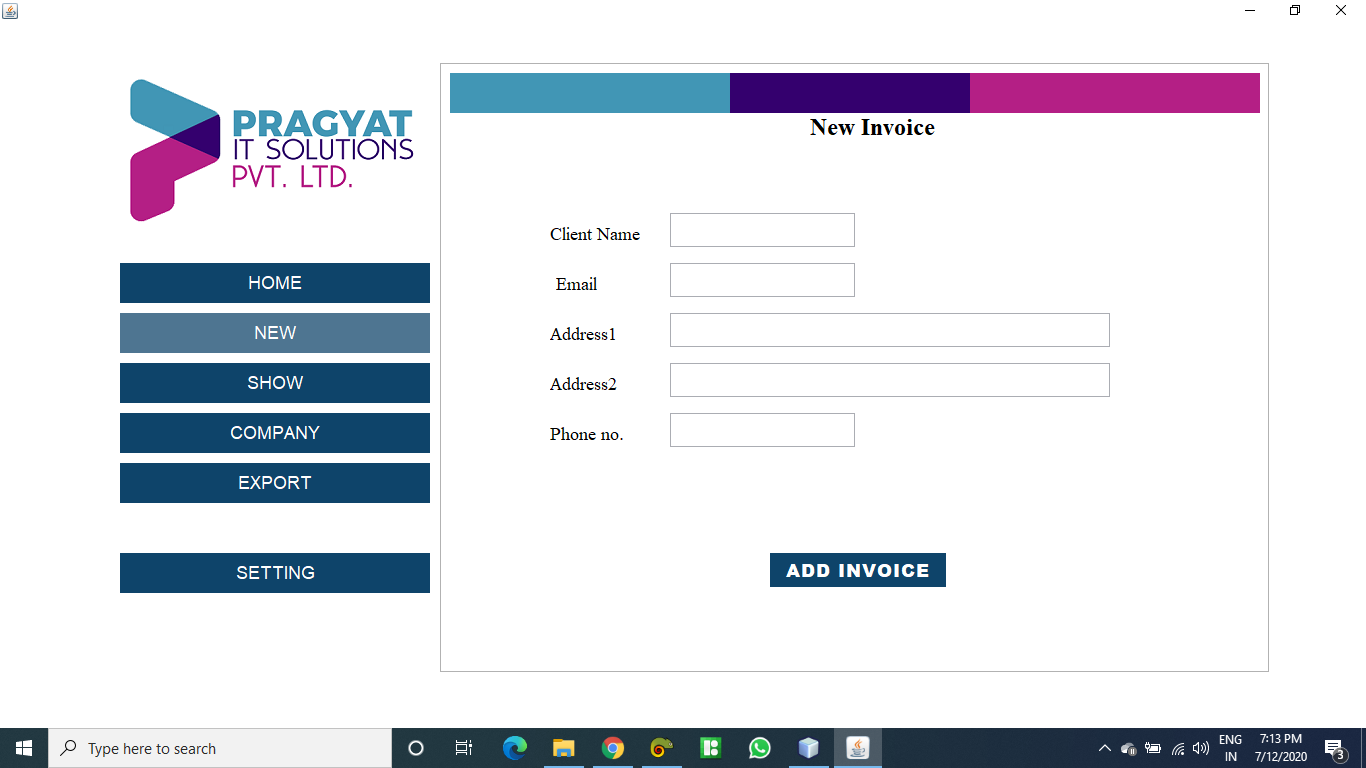 PRAGYAT
IT SOLUTIONS
PVT. LTD.
HOME
NEW
SHOW
COMPANY
EXPORT
SETTING
New Invoice
Client Name
Email
Address1
Address2
Phone no.
ADD INVOICE
Type here to search
ENG
IN
7:13 PM
7/12/2020
3